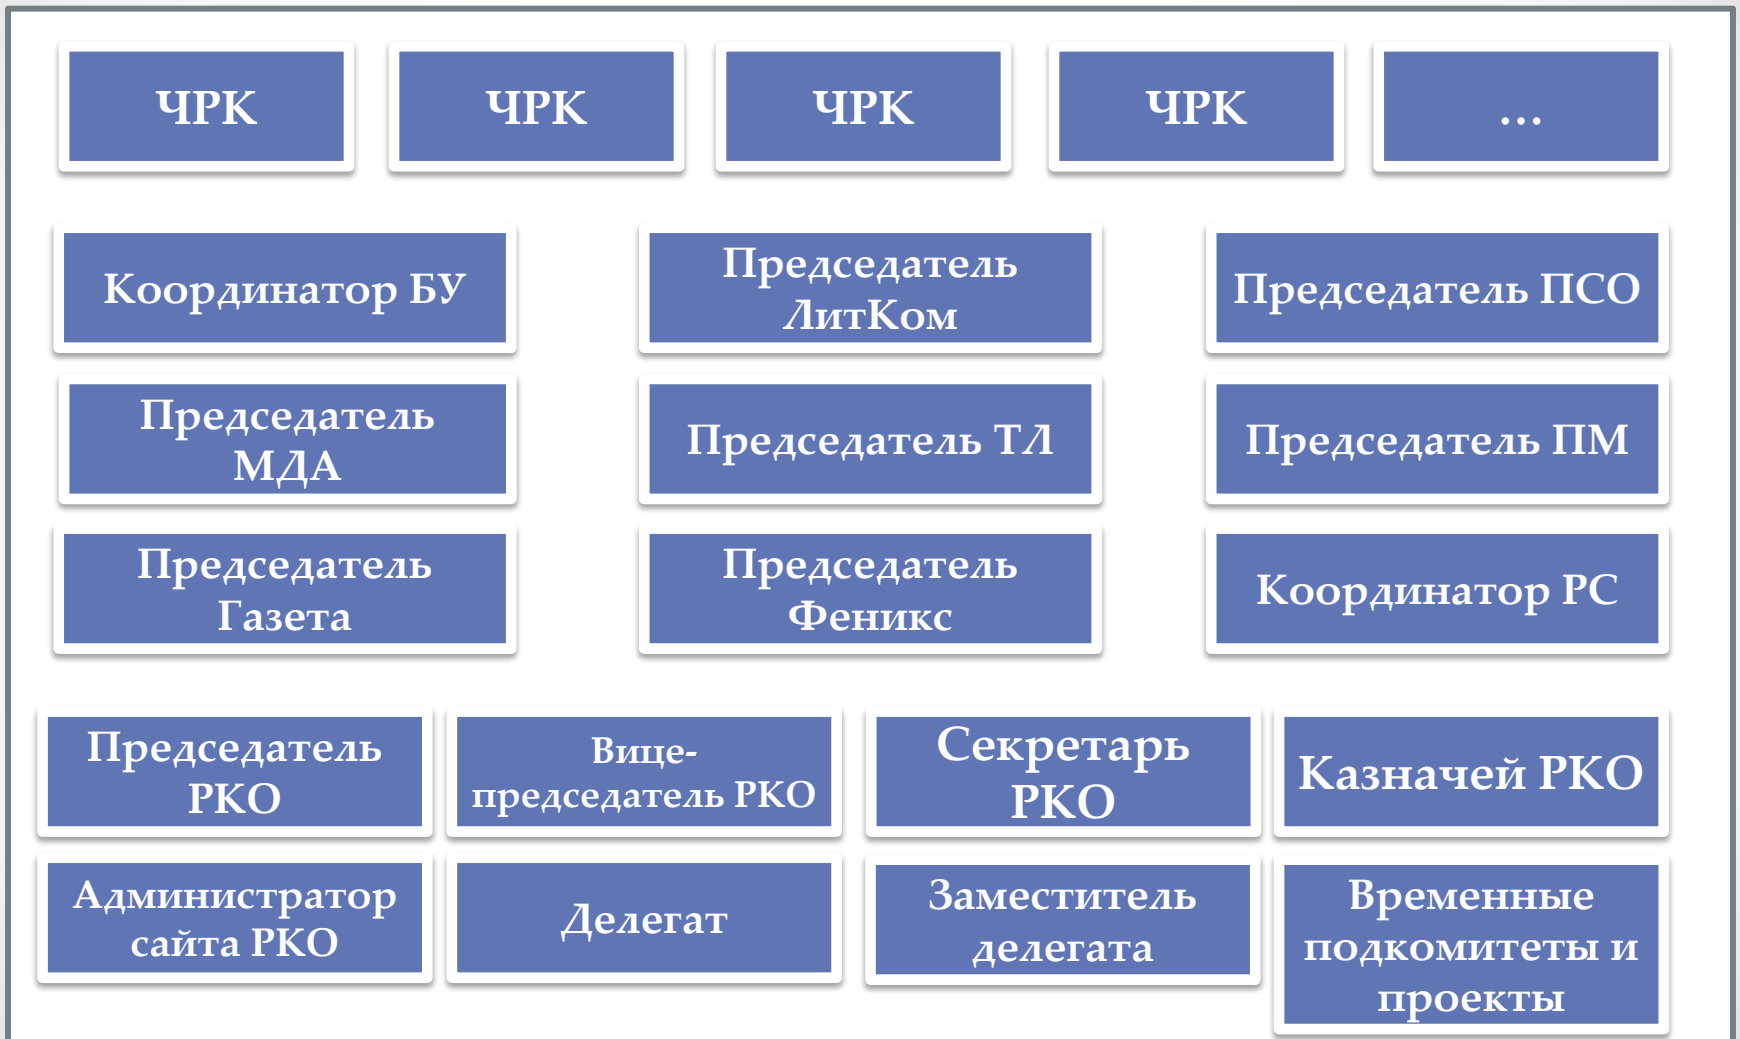 ЧРК
ЧРК
ЧРК
ЧРК
...
Координатор БУ
Председатель
ЛитКом
Председатель ПСО
Председатель
МДА
Председатель ТЛ
Председатель ПМ
Председатель
Газета
Председатель
Феникс
Координатор РС
Председатель
РКО
Вице-
председатель РКО
Секретарь
РКО
Казначей РКО
Администратор
сайта РКО
Делегат
Заместитель
делегата
Временные
подкомитеты и
проекты